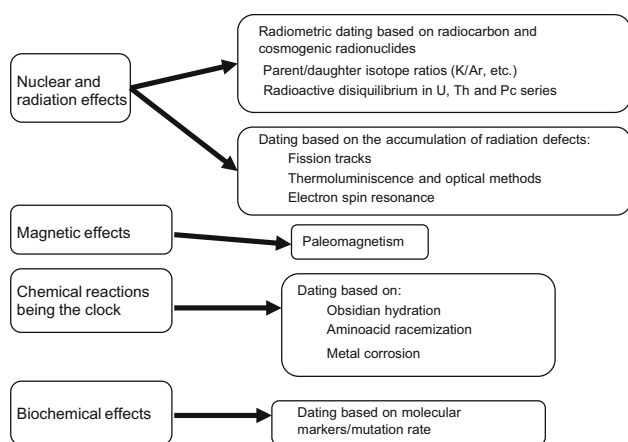 Nuclear and
radiation effects
Radiometric dating based on radiocarbon and
cosmogenic radionuclides
Parent/daughter isotope ratios (K/Ar, etc.)
Radioactive disiquilibrium in U, Th and Pc series
Dating based on the accumulation of radiation defects:
Fission tracks
Thermoluminiscence and optical methods
Electron spin resonance
Magnetic effects
Paleomagnetism
Chemical reactions
being the clock
Dating based on:
Obsidian hydration
Aminoacid racemization
Metal corrosion
Biochemical effects
Dating based on molecular
markers/mutation rate